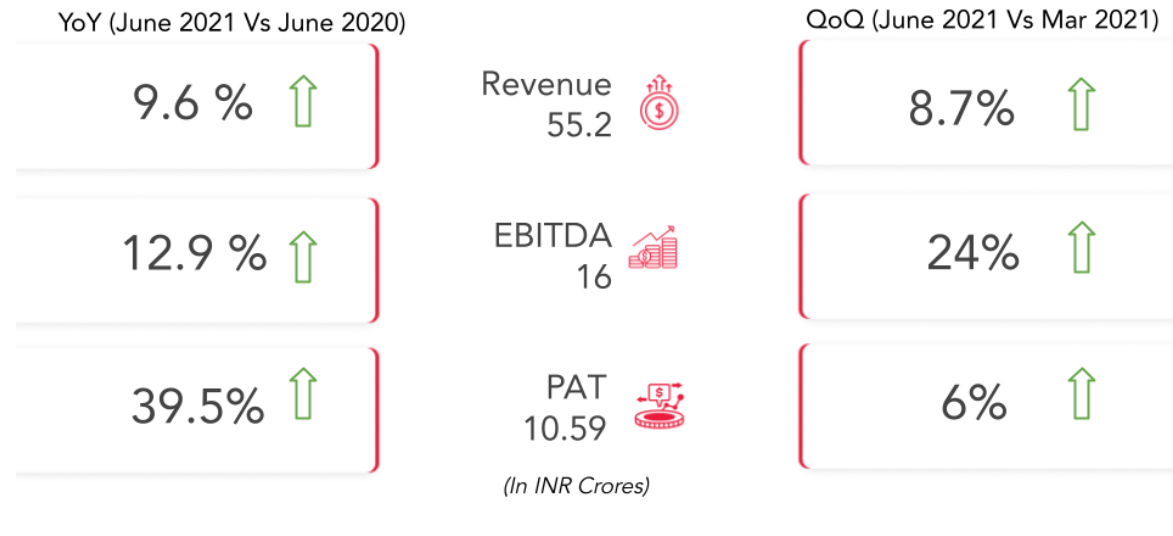 YoY (June 2021 Vs June 2020)
QoQ (June 2021 Vs Mar 2021)
9.6 %
Revenue
55.2
8.7%
12.9 %
EBITDA
16
24%
39.5%
PAT
10.59
6%
(In INR Crores)